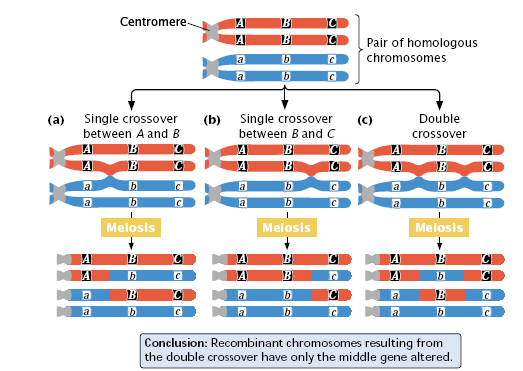 Centromere
A B C
A B C
a b c
a b c
Pair of homologous
chromosomes
(a) Single crossover
between A and B
(b) Single crossover
between B and C
(c) Double
crossover
A B C
A B C
a b c
a b c
A B C
A B C
a b c
a b c
A B C
A B C
a b c
a b c
Meiosis
Meiosis
Meiosis
A B C
A b c
a B C
a b c
A B C
A B c
a b C
a b c
A B C
A b C
a B c
a b c
Conclusion: Recombinant chromosomes resulting from
the double crossover have only the middle gene altered.